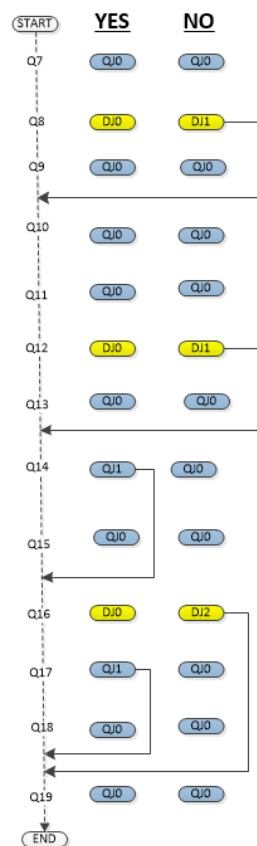 START YES NO
Q7 QJ0 QJ0
Q8 DJ0 DJ1
Q9 QJ0 QJ0
Q10 QJ0 QJ0
Q11 QJ0 QJ0
Q12 DJ0 DJ1
Q13 QJ0 QJ0
Q14 QJ1 QJ0
Q15 QJ0 QJ0
Q16 DJ0 DJ2
Q17 QJ1 QJ0
Q18 QJ0 QJ0
Q19 QJ0 QJ0
END